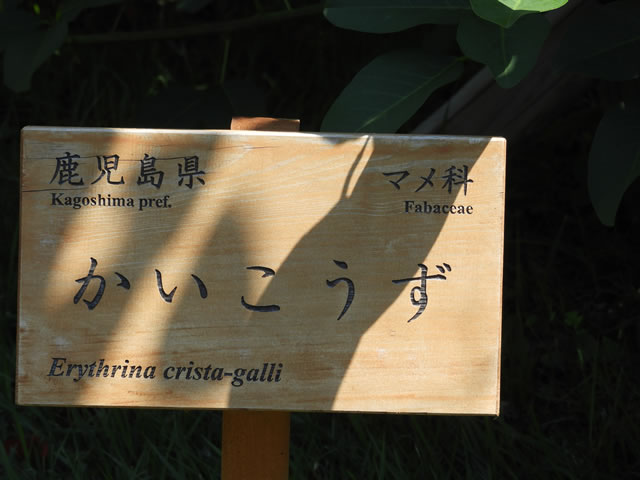 鹿児島県 マメ科
Kagoshima pref. Fabaceae
かいこうず
Erythrina crista-galli